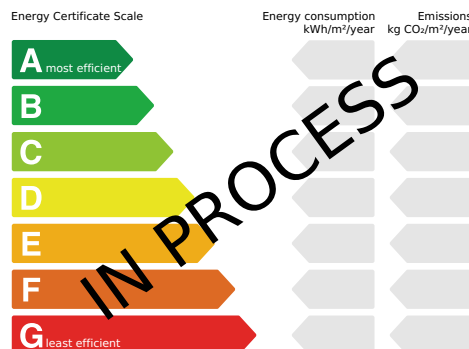 Energy Certificate Scale
Energy consumption
kWh/m²/year
Emissions
kg CO₂/m²/year
A most efficient
B
C
D
E
F
G least efficient
IN PROCESS